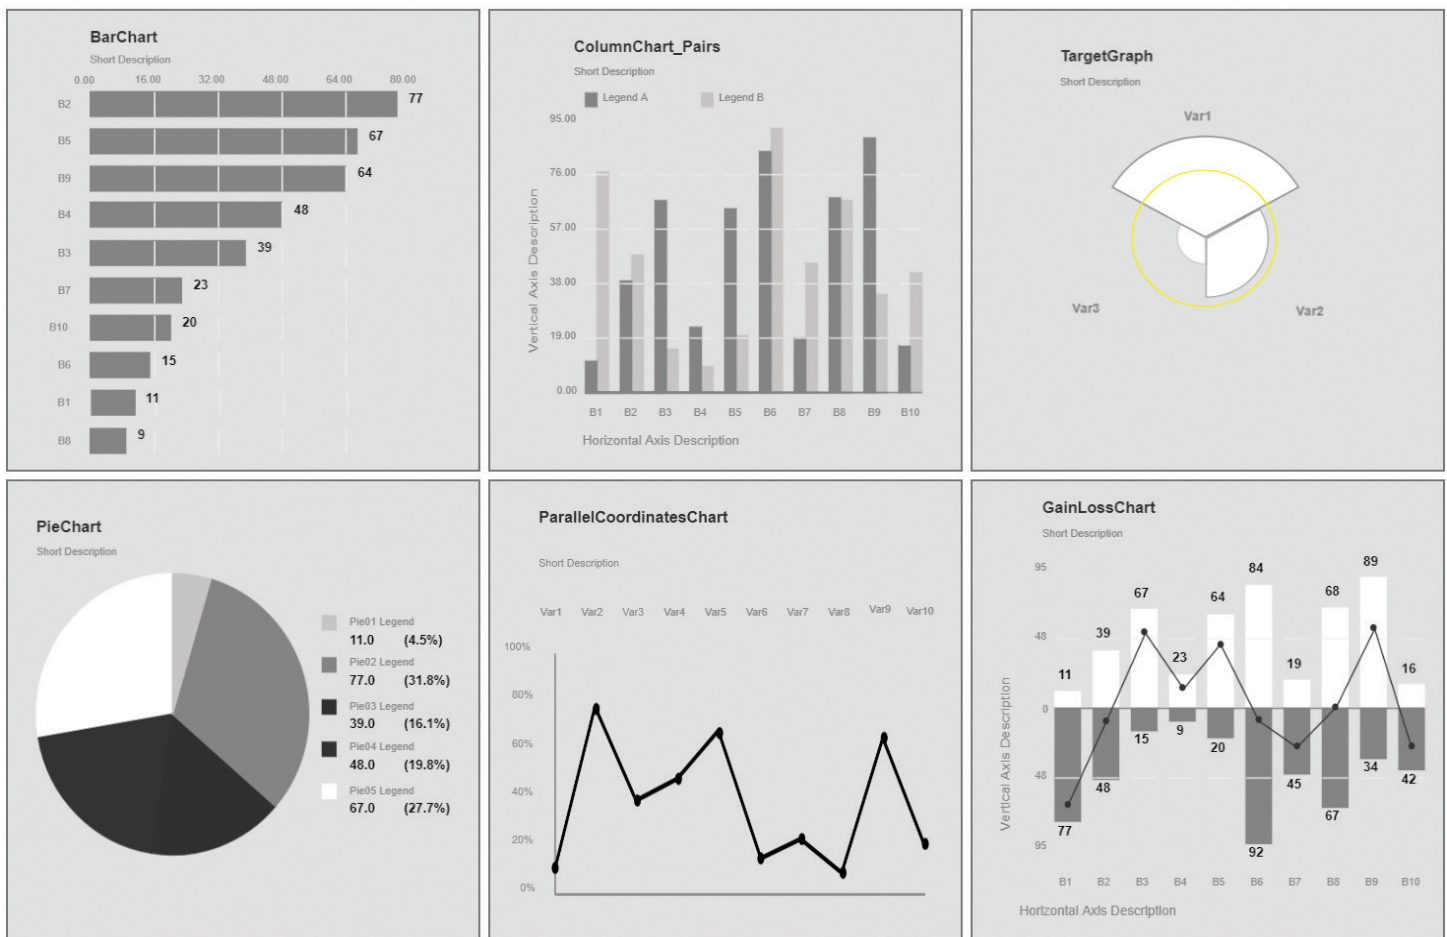 BarChart
Short Description
0.00 16.00 32.00 48.00 64.00 80.00
B2 77
B5 67
B9 64
B4 48
B3 39
B7 23
B10 20
B6 15
B1 11
B8 9
ColumnChart_Pairs
Short Description
Legend A Legend B
95.00
76.00
57.00
38.00
19.00
0.00
Vertical Axis Description
B1 B2 B3 B4 B5 B6 B7 B8 B9 B10
Horizontal Axis Description
TargetGraph
Short Description
Var1
Var3
Var2
PieChart
Short Description
Pie01 Legend
11.0 (4.5%)
Pie02 Legend
77.0 (31.8%)
Pie03 Legend
39.0 (16.1%)
Pie04 Legend
48.0 (19.8%)
Pie05 Legend
67.0 (27.7%)
ParallelCoordinatesChart
Short Description
Var1 Var2 Var3 Var4 Var5 Var6 Var7 Var8 Var9 Var10
100%
80%
60%
40%
20%
0%
GainLossChart
Short Description
95
48
0
48
95
Vertical Axis Description
11 39 67 23 64 84 19 68 89 16
77 48 15 9 20 92 45 67 34 42
B1 B2 B3 B4 B5 B6 B7 B8 B9 B10
Horizontal Axis Description